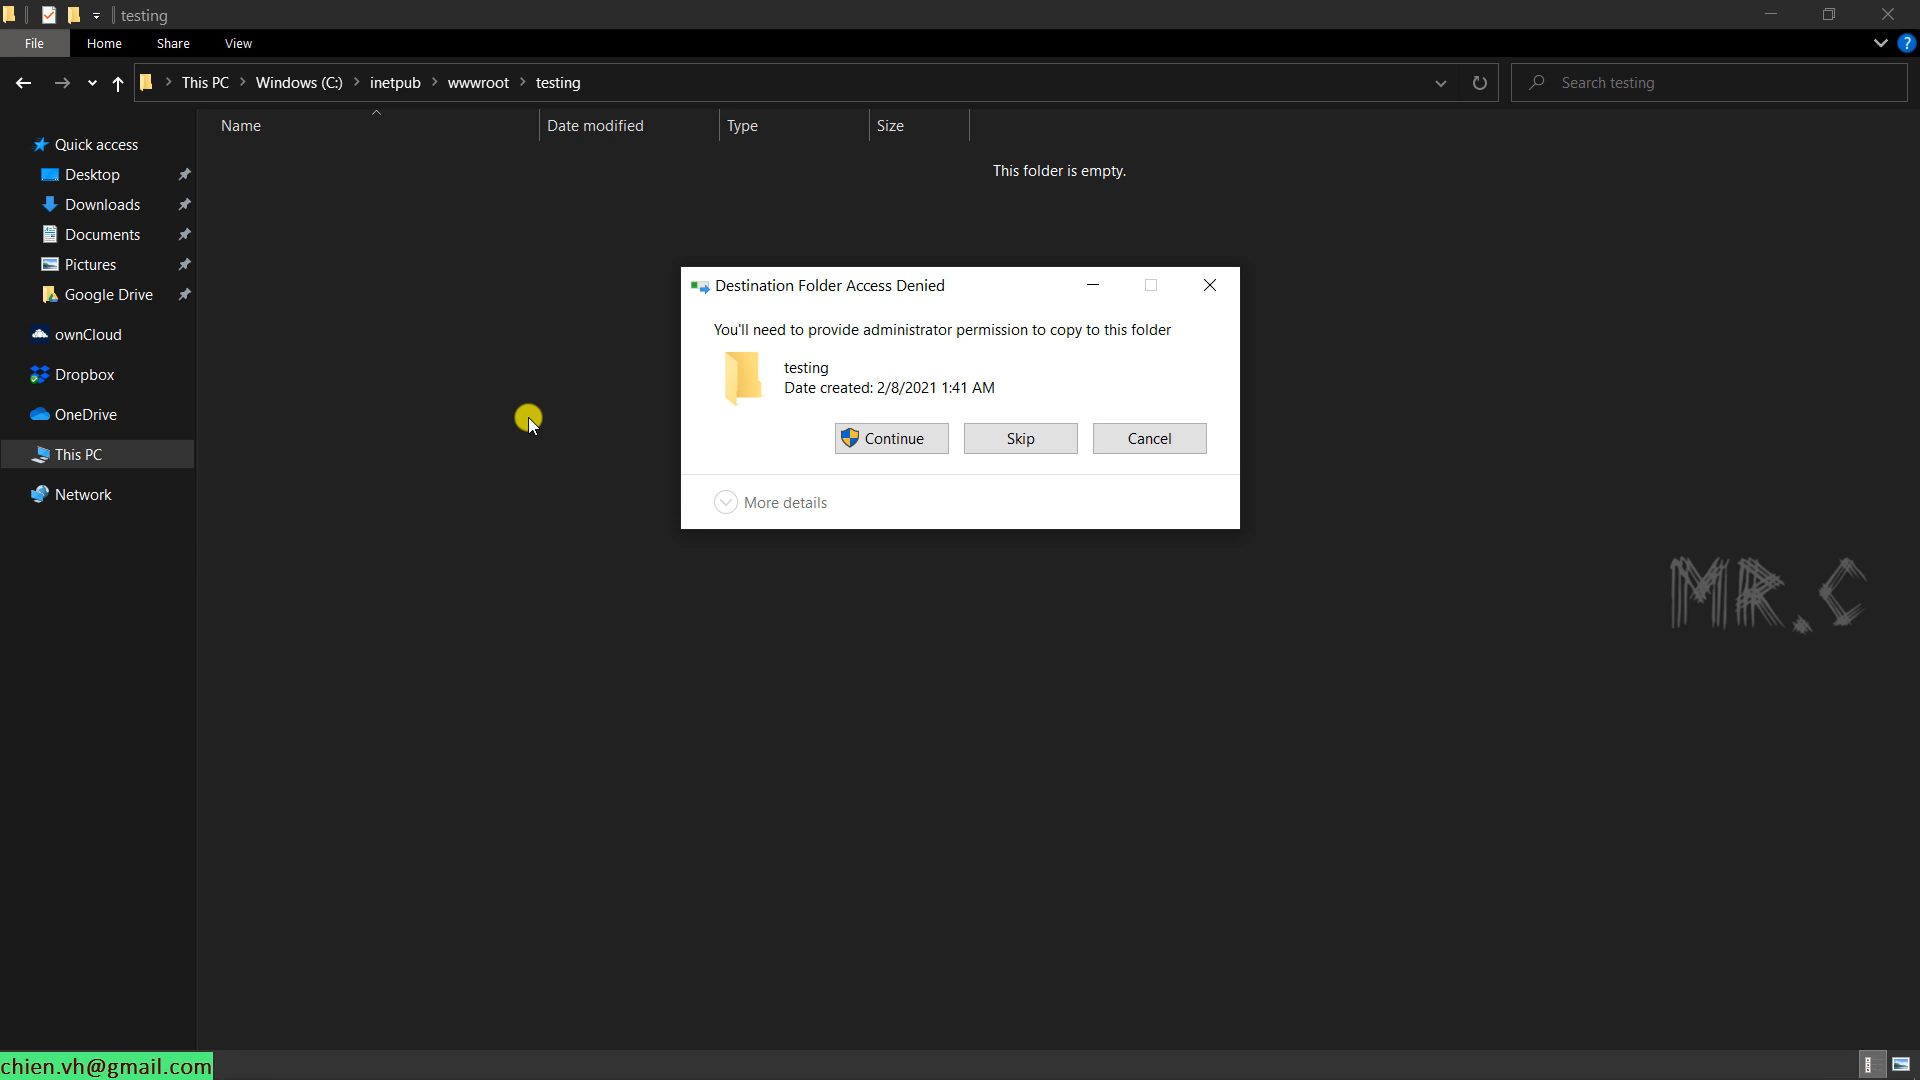 testing
File Home Share View
This PC Windows (C:) inetpub wwwroot testing
Search testing
Name Date modified Type Size
This folder is empty.
Quick access
Desktop
Downloads
Documents
Pictures
Google Drive
ownCloud
Dropbox
OneDrive
This PC
Network
Destination Folder Access Denied
You'll need to provide administrator permission to copy to this folder
testing
Date created: 2/8/2021 1:41 AM
Continue Skip Cancel
More details
MR.C
chien.vh@gmail.com